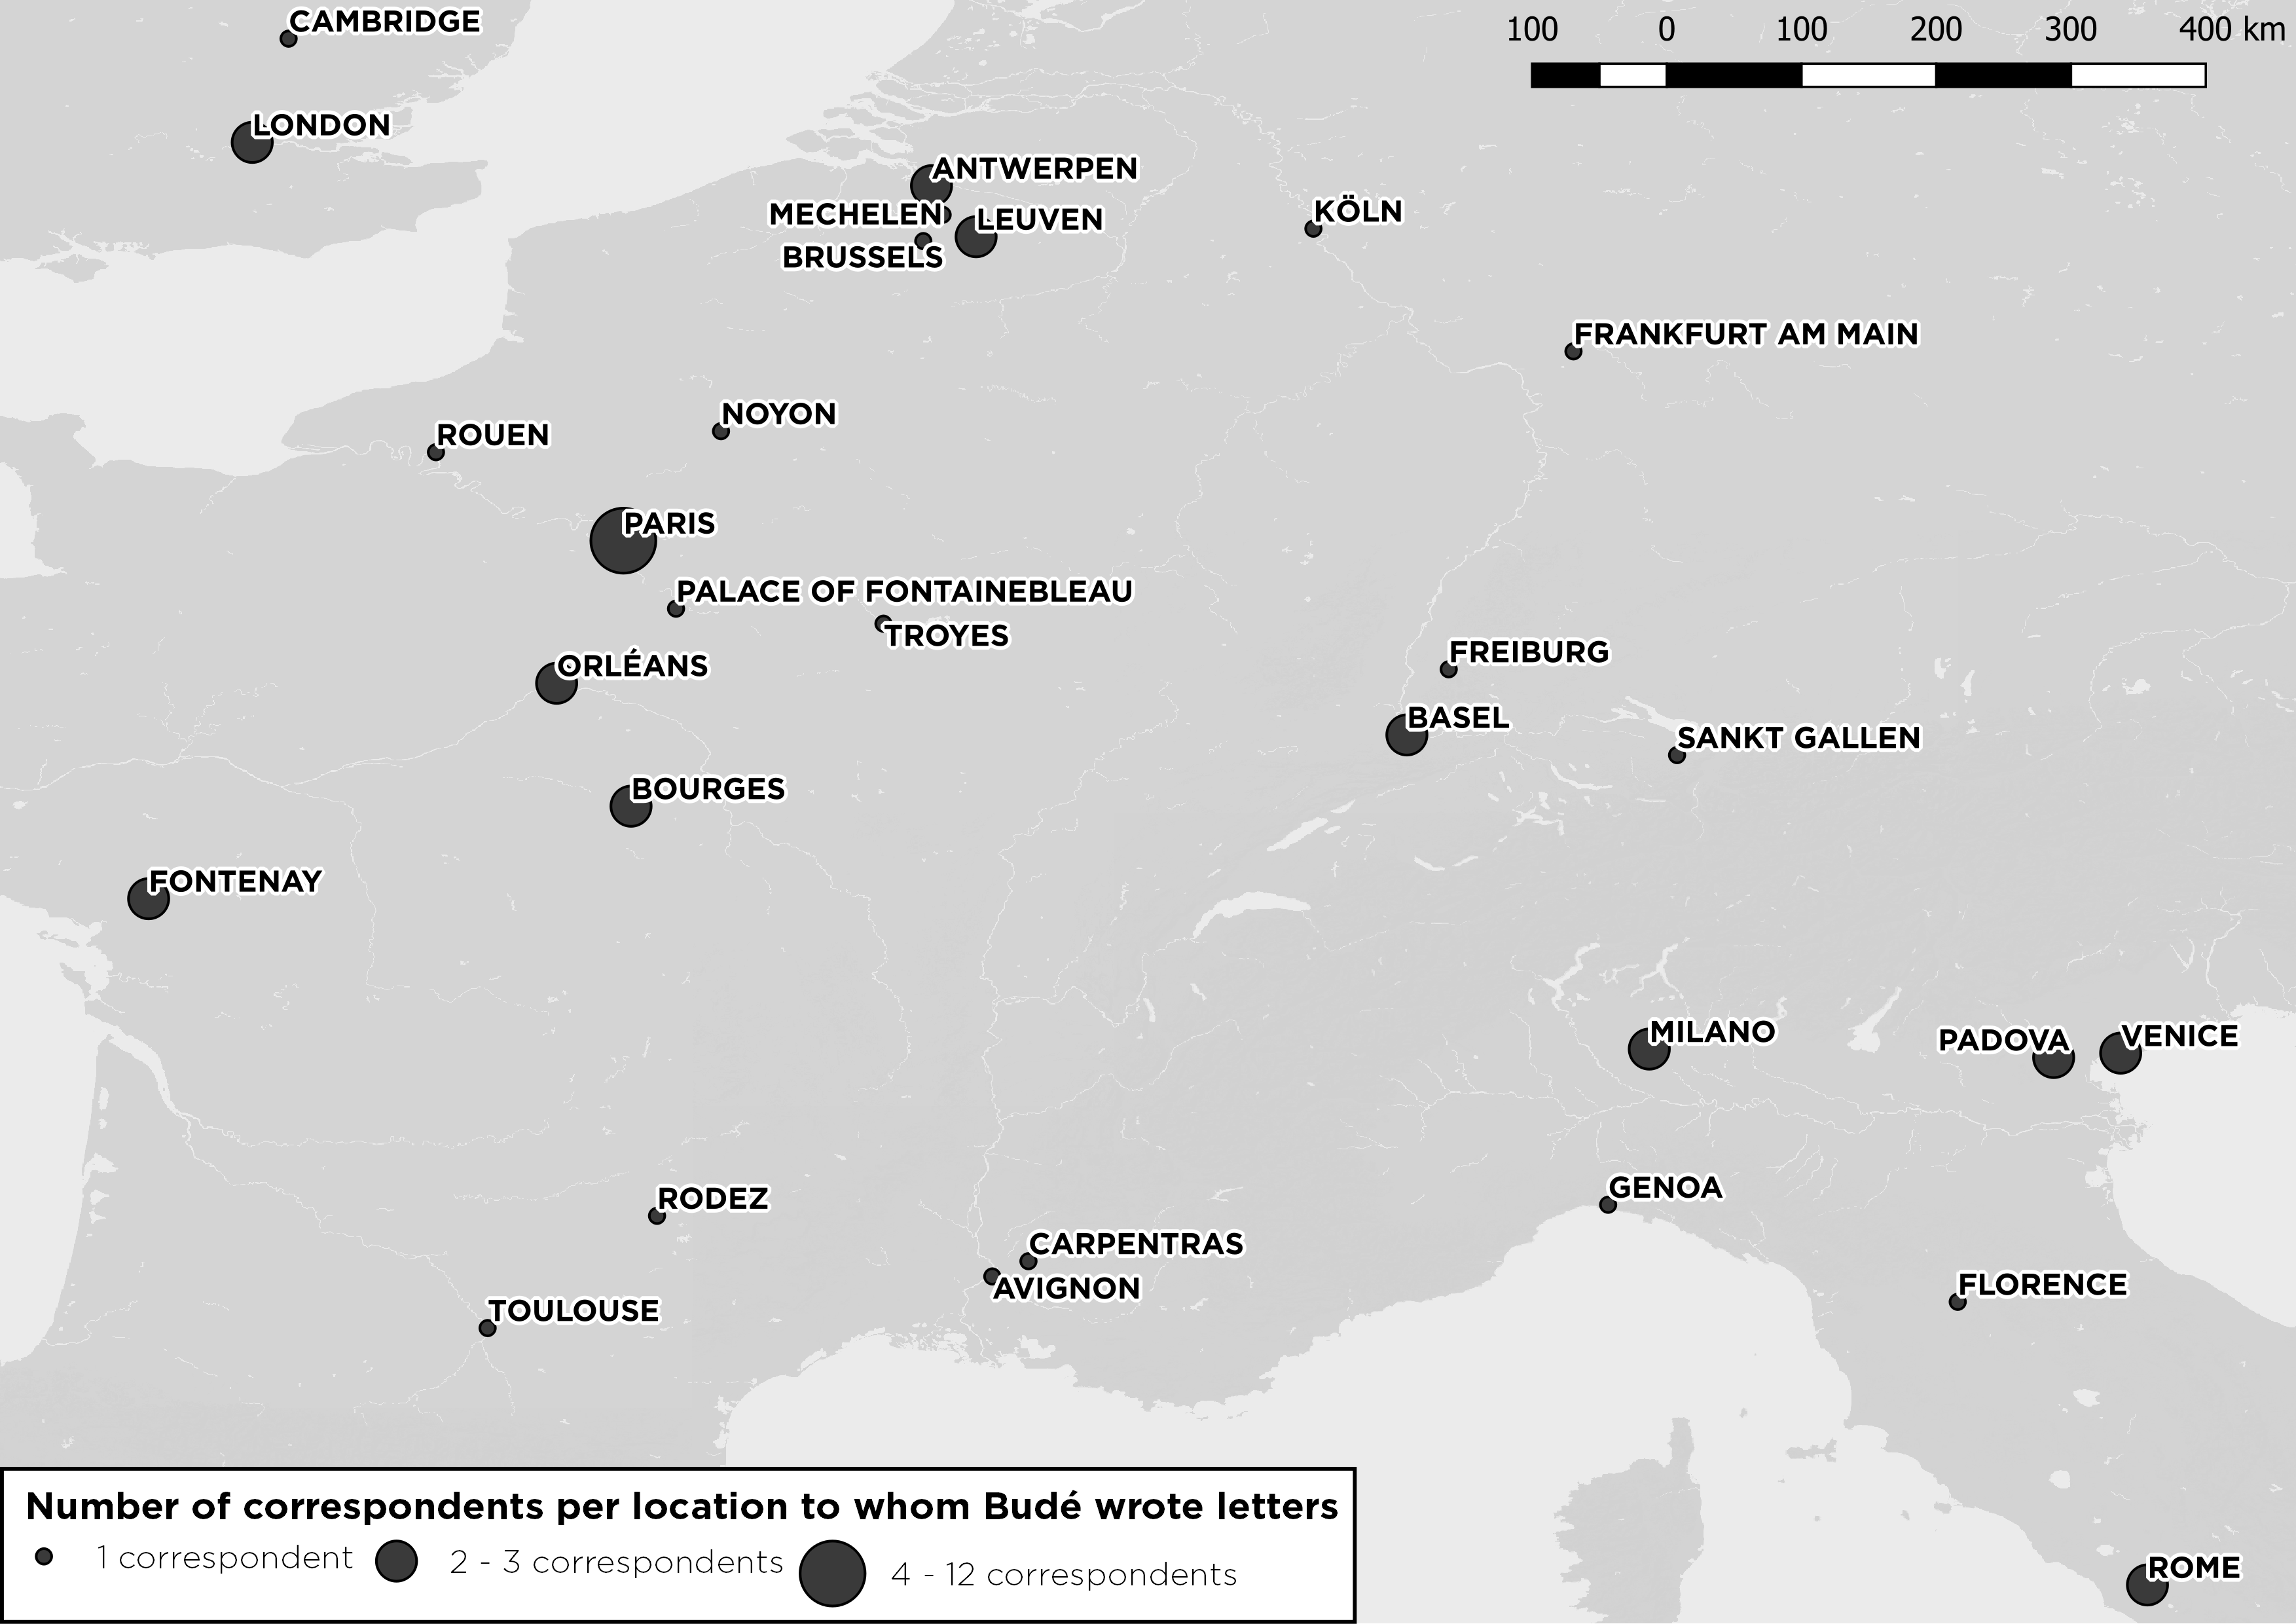 CAMBRIDGE
100 0 100 200 300 400 km
LONDON
ANTWERPEN
MECHELEN
LEUVEN
BRUSSELS
KÖLN
FRANKFURT AM MAIN
NOYON
ROUEN
PARIS
PALACE OF FONTAINEBLEAU
TROYES
ORLÉANS
FREIBURG
BASEL
SANKT GALLEN
BOURGES
FONTENAY
MILANO
PADOVA
VENICE
GENOA
RODEZ
CARPENTRAS
AVIGNON
FLORENCE
TOULOUSE
Number of correspondents per location to whom Budé wrote letters
1 correspondent
2 - 3 correspondents
4 - 12 correspondents
ROME